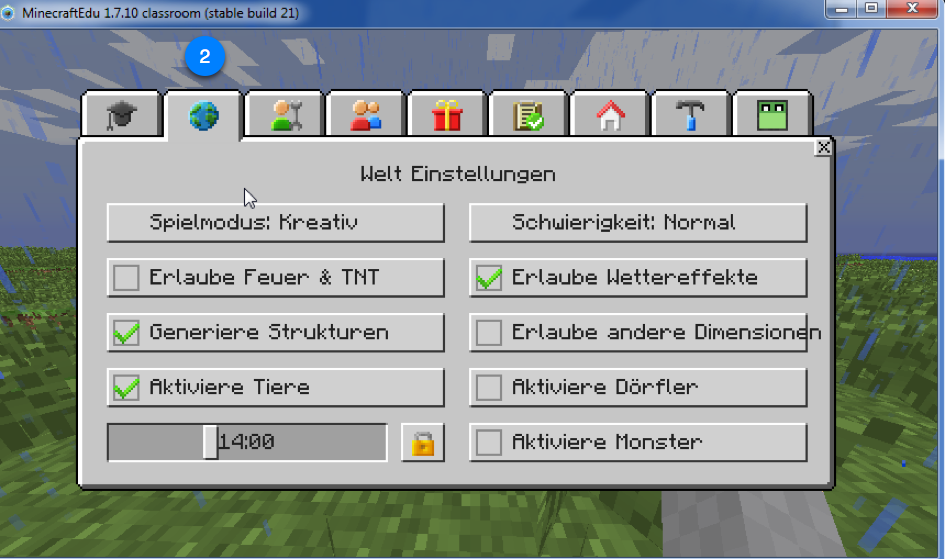 MinecraftEdu 1.7.10 classroom (stable build 21)
2
Welt Einstellungen
Spielmodus: Kreativ
Schwierigkeit: Normal
Erlaube Feuer & TNT
Erlaube Wettereffekte
Generiere Strukturen
Erlaube andere Dimensionen
Aktiviere Tiere
Aktiviere Dörfler
14:00
Aktiviere Monster